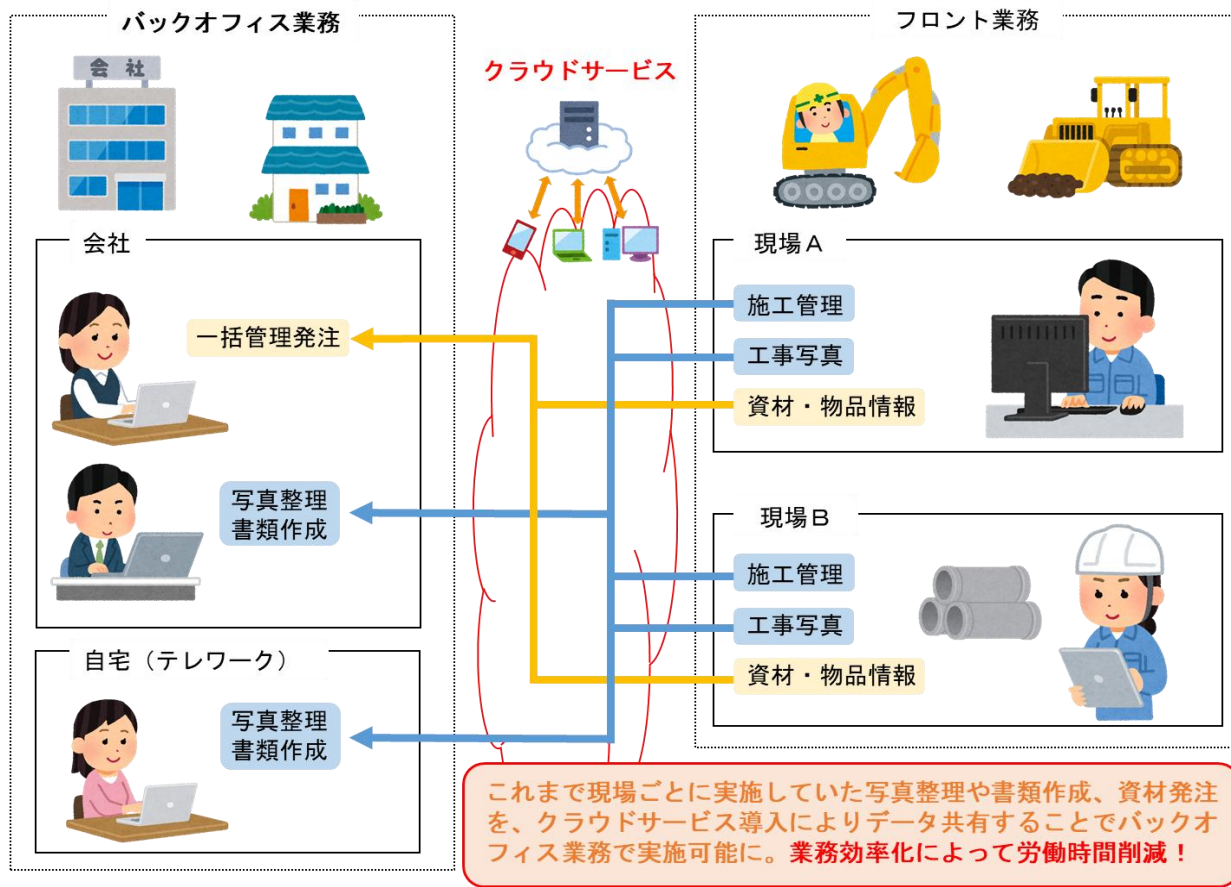 バックオフィス業務
会社
会社
一括管理発注
写真整理
書類作成
自宅（テレワーク）
写真整理
書類作成
クラウドサービス
フロント業務
現場Ａ
施工管理
工事写真
資材・物品情報
現場Ｂ
施工管理
工事写真
資材・物品情報
これまで現場ごとに実施していた写真整理や書類作成、資材発注
を、クラウドサービス導入によりデータ共有することでバックオ
フィス業務で実施可能に。業務効率化によって労働時間削減！